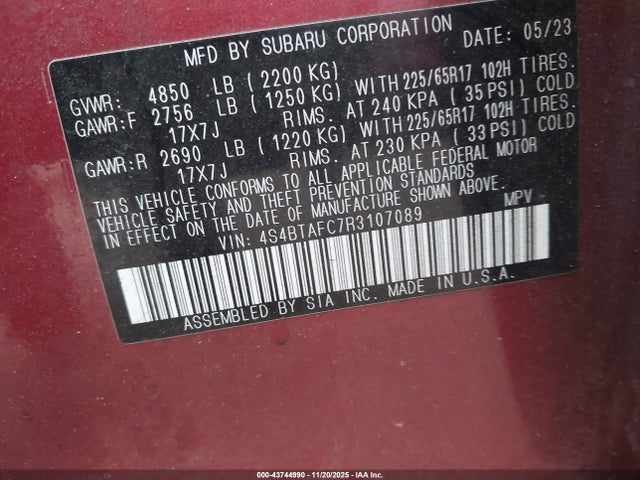 MFD BY SUBARU CORPORATION DATE: 05/23
GVWR: 4850 LB (2200 KG)
GAWR:F 2756 LB (1250 KG) WITH 225/65R17 102H TIRES.
17X7J RIMS. AT 240 KPA (35 PSI) COLD
GAWR:R 2690 LB (1220 KG) WITH 225/65R17 102H TIRES.
17X7J RIMS. AT 230 KPA (33 PSI) COLD
THIS VEHICLE CONFORMS TO ALL APPLICABLE FEDERAL MOTOR
VEHICLE SAFETY AND THEFT PREVENTION STANDARDS
IN EFFECT ON THE DATE OF MANUFACTURE SHOWN ABOVE.
VIN: 4S4BTAFC7R3107089 MPV
ASSEMBLED BY SIA INC. MADE IN U.S.A.
000-43744990 - 11/20/2025 - IAA Inc.